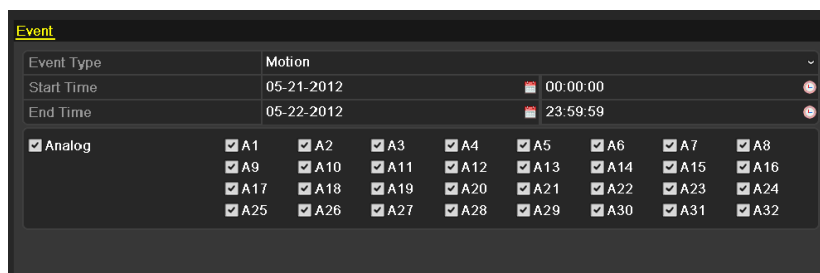 Event
Event Type Motion
Start Time 05-21-2012 00:00:00
End Time 05-22-2012 23:59:59
Analog A1 A2 A3 A4 A5 A6 A7 A8
A9 A10 A11 A12 A13 A14 A15 A16
A17 A18 A19 A20 A21 A22 A23 A24
A25 A26 A27 A28 A29 A30 A31 A32